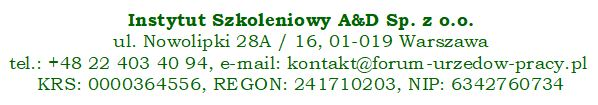 Instytut Szkoleniowy A&D Sp. z o.o.
ul. Nowolipki 28A / 16, 01-019 Warszawa
tel.: +48 22 403 40 94, e-mail: kontakt@forum-urzedow-pracy.pl
KRS: 0000364556, REGON: 241710203, NIP: 6342760734